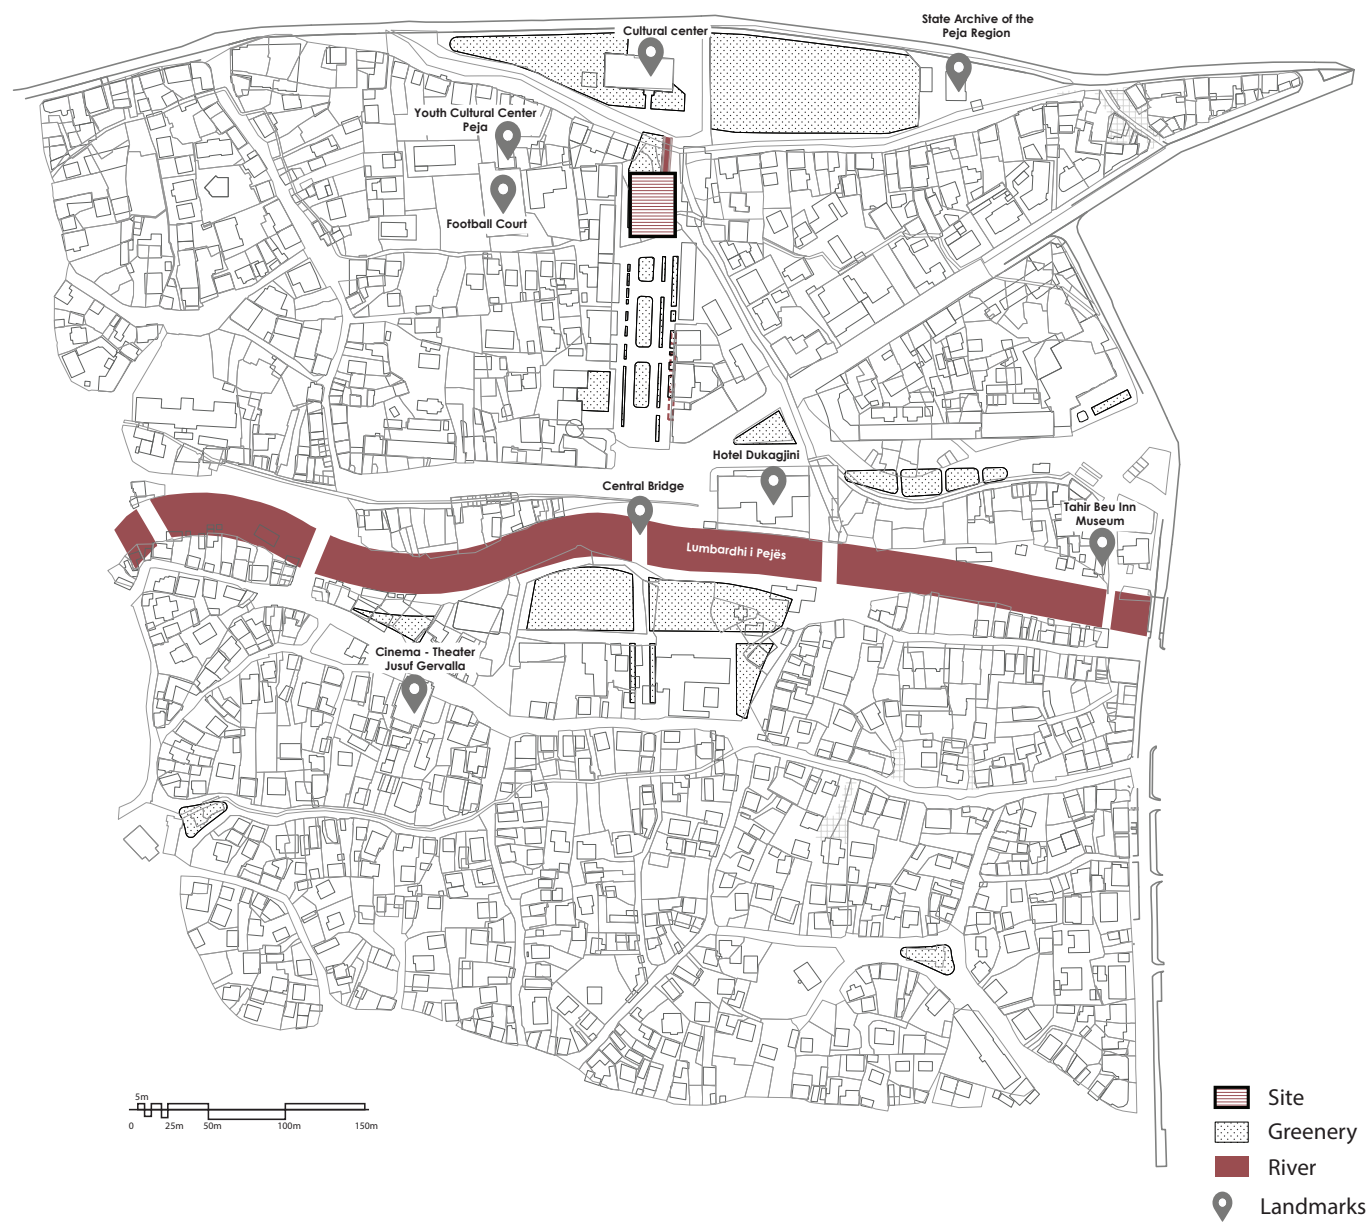 State Archive of the
Peja Region
Cultural center
Youth Cultural Center
Peja
Football Court
Hotel Dukagjini
Central Bridge
Tahir Beu Inn
Museum
Lumbardhi i Pejës
Cinema - Theater
Jusuf Gervalla
5m
0 25m 50m 100m 150m
Site
Greenery
River
Landmarks